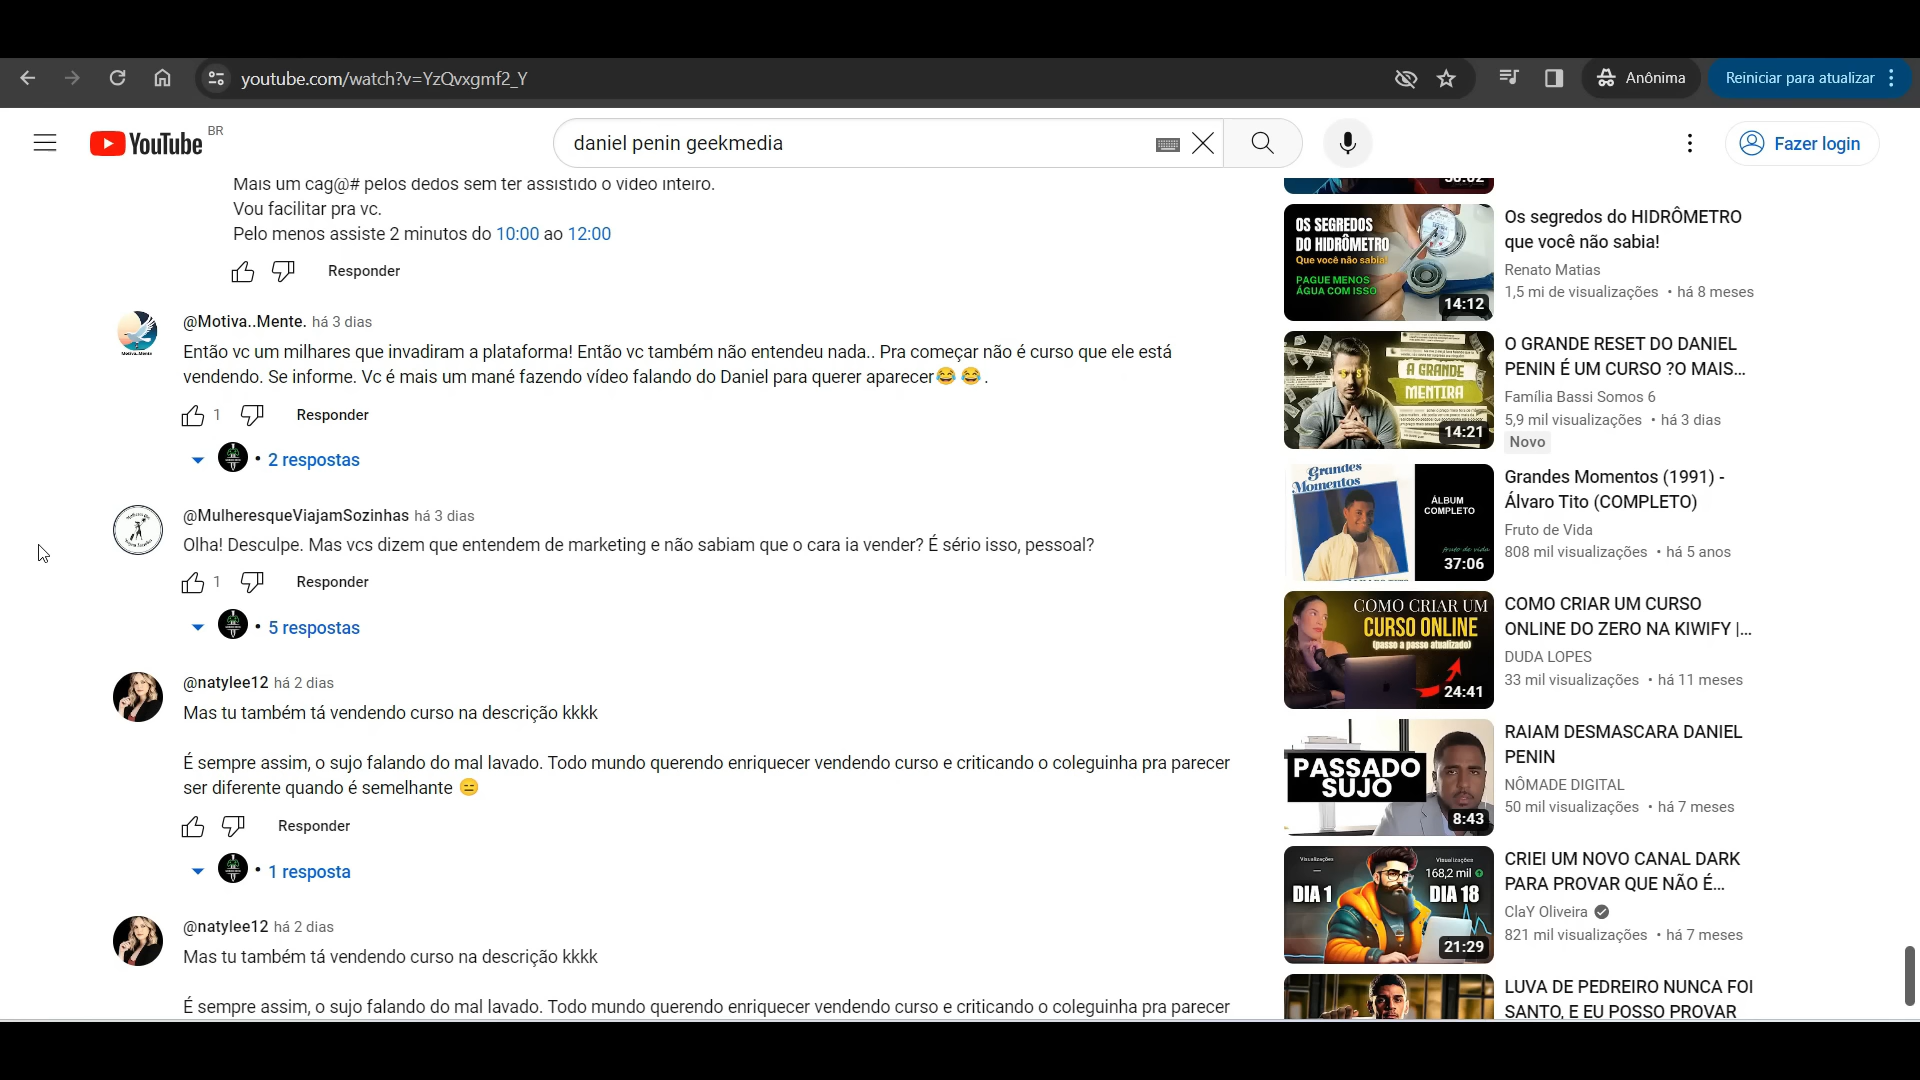 youtube.com/watch?v=YzQvxgmf2_Y
Anônima
Reiniciar para atualizar
YouTube BR
daniel penin geekmedia
Fazer login
Mais um cag@# pelos dedos sem ter assistido o video inteiro.
Vou facilitar pra vc.
Pelo menos assiste 2 minutos do 10:00 ao 12:00
Responder
@Motiva..Mente. há 3 dias
Então vc um milhares que invadiram a plataforma! Então vc também não entendeu nada.. Pra começar não é curso que ele está
vendendo. Se informe. Vc é mais um mané fazendo vídeo falando do Daniel para querer aparecer😂 😂 .
1 Responder
• 2 respostas
@MulheresqueViajamSozinhas há 3 dias
Olha! Desculpe. Mas vcs dizem que entendem de marketing e não sabiam que o cara ia vender? É sério isso, pessoal?
1 Responder
• 5 respostas
@natylee12 há 2 dias
Mas tu também tá vendendo curso na descrição kkkk
É sempre assim, o sujo falando do mal lavado. Todo mundo querendo enriquecer vendendo curso e criticando o coleguinha pra parecer
ser diferente quando é semelhante 😑
Responder
• 1 resposta
@natylee12 há 2 dias
Mas tu também tá vendendo curso na descrição kkkk
É sempre assim, o sujo falando do mal lavado. Todo mundo querendo enriquecer vendendo curso e criticando o coleguinha pra parecer
OS SEGREDOS
DO HIDRÔMETRO
Que você não sabia!
PAGUE MENOS
ÁGUA COM ISSO
14:12
Os segredos do HIDRÔMETRO
que você não sabia!
Renato Matias
1,5 mi de visualizações • há 8 meses
A GRANDE
MENTIRA
14:21
O GRANDE RESET DO DANIEL
PENIN É UM CURSO ?O MAIS...
Família Bassi Somos 6
5,9 mil visualizações • há 3 dias
Novo
Grandes
Momentos
ÁLBUM
COMPLETO
fruto de vida
37:06
Grandes Momentos (1991) -
Álvaro Tito (COMPLETO)
Fruto de Vida
808 mil visualizações • há 5 anos
COMO CRIAR UM
CURSO ONLINE
(passo a passo atualizado)
24:41
COMO CRIAR UM CURSO
ONLINE DO ZERO NA KIWIFY |...
DUDA LOPES
33 mil visualizações • há 11 meses
PASSADO
SUJO
8:43
RAIAM DESMASCARA DANIEL
PENIN
NÔMADE DIGITAL
50 mil visualizações • há 7 meses
Visualizações
—
DIA 1
Visualizações
168,2 mil
DIA 18
21:29
CRIEI UM NOVO CANAL DARK
PARA PROVAR QUE NÃO É...
ClaY Oliveira
821 mil visualizações • há 7 meses
LUVA DE PEDREIRO NUNCA FOI
SANTO, E EU POSSO PROVAR